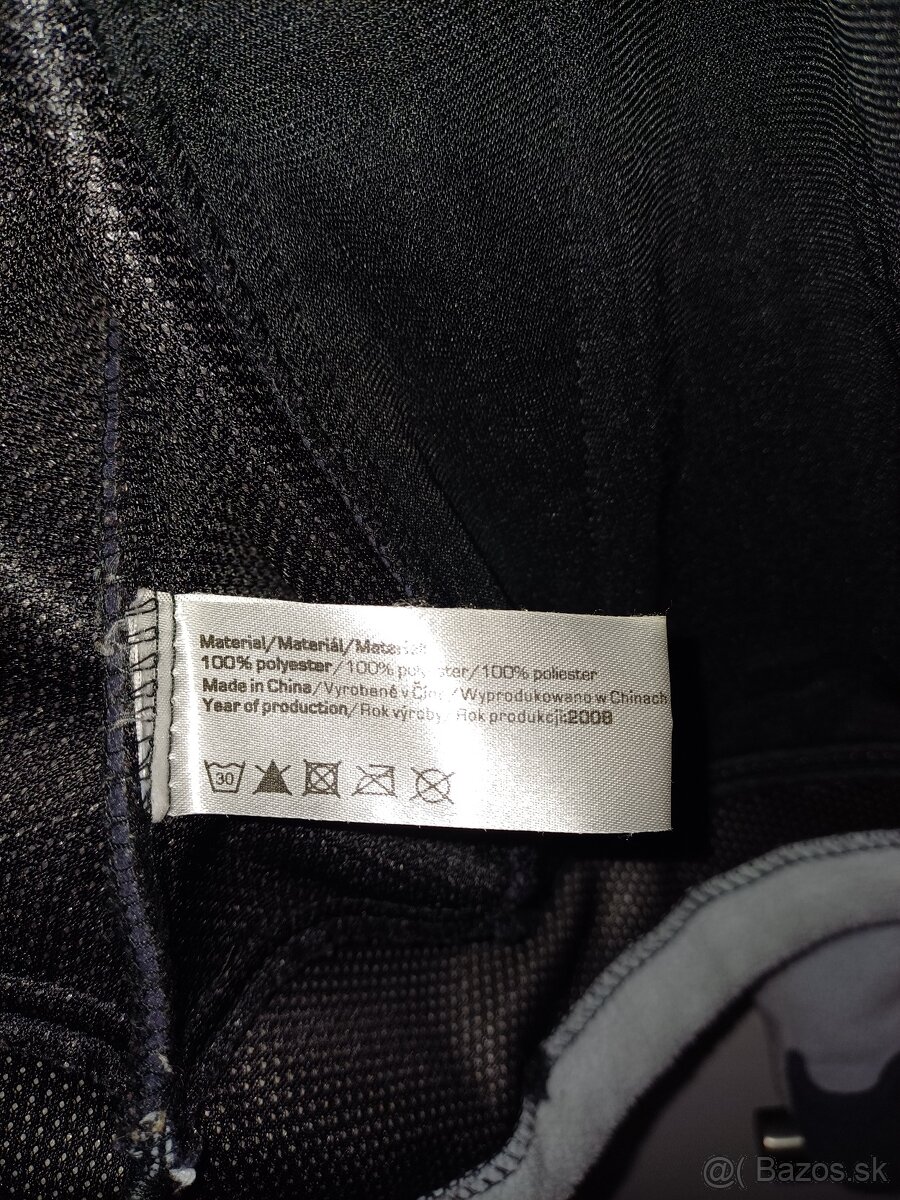 Material/Materiál/Materiał:
100% polyester/100% polyester/100% poliester
Made in China/Vyrobené v Číne/Wyprodukowano w Chinach
Year of production/Rok výroby/Rok produkcji:2008
30
@( Bazos.sk